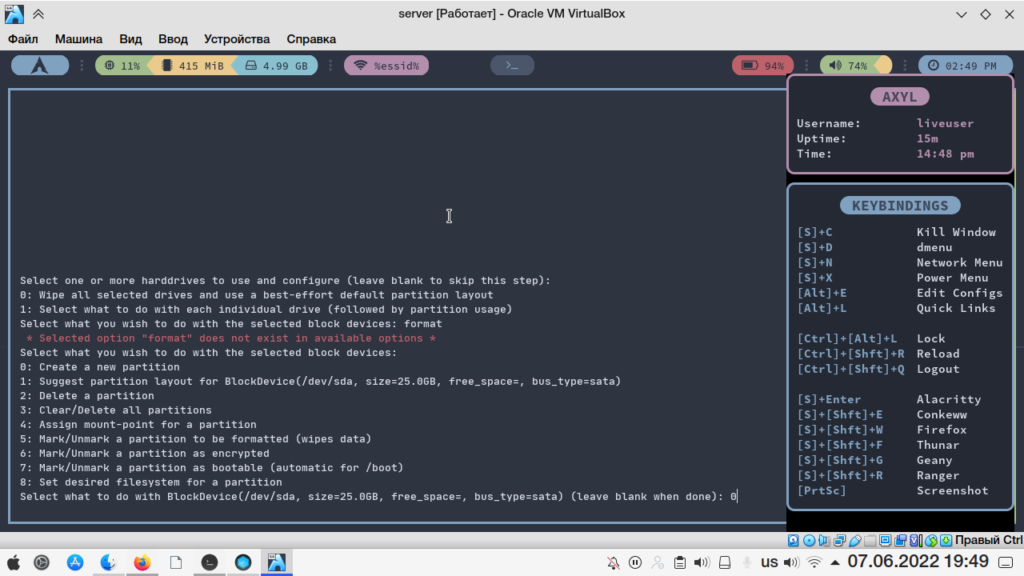 server [Работает] - Oracle VM VirtualBox
Файл Машина Вид Ввод Устройства Справка
11% 415 MiB 4.99 GB %essid% >_ 94% 74% 02:49 PM
AXYL
Username: liveuser
Uptime: 15m
Time: 14:48 pm
KEYBINDINGS
[S]+C Kill Window
[S]+D dmenu
[S]+N Network Menu
[S]+X Power Menu
[Alt]+E Edit Configs
[Alt]+L Quick Links
[Ctrl]+[Alt]+L Lock
[Ctrl]+[Shft]+R Reload
[Ctrl]+[Shft]+Q Logout
[S]+Enter Alacritty
[S]+[Shft]+E Conkeww
[S]+[Shft]+W Firefox
[S]+[Shft]+F Thunar
[S]+[Shft]+G Geany
[S]+[Shft]+R Ranger
[PrtSc] Screenshot
Select one or more harddrives to use and configure (leave blank to skip this step):
0: Wipe all selected drives and use a best-effort default partition layout
1: Select what to do with each individual drive (followed by partition usage)
Select what you wish to do with the selected block devices: format
* Selected option "format" does not exist in available options *
Select what you wish to do with the selected block devices:
0: Create a new partition
1: Suggest partition layout for BlockDevice(/dev/sda, size=25.0GB, free_space=, bus_type=sata)
2: Delete a partition
3: Clear/Delete all partitions
4: Assign mount-point for a partition
5: Mark/Unmark a partition to be formatted (wipes data)
6: Mark/Unmark a partition as encrypted
7: Mark/Unmark a partition as bootable (automatic for /boot)
8: Set desired filesystem for a partition
Select what to do with BlockDevice(/dev/sda, size=25.0GB, free_space=, bus_type=sata) (leave blank when done): 0
Правый Ctrl
us 07.06.2022 19:49